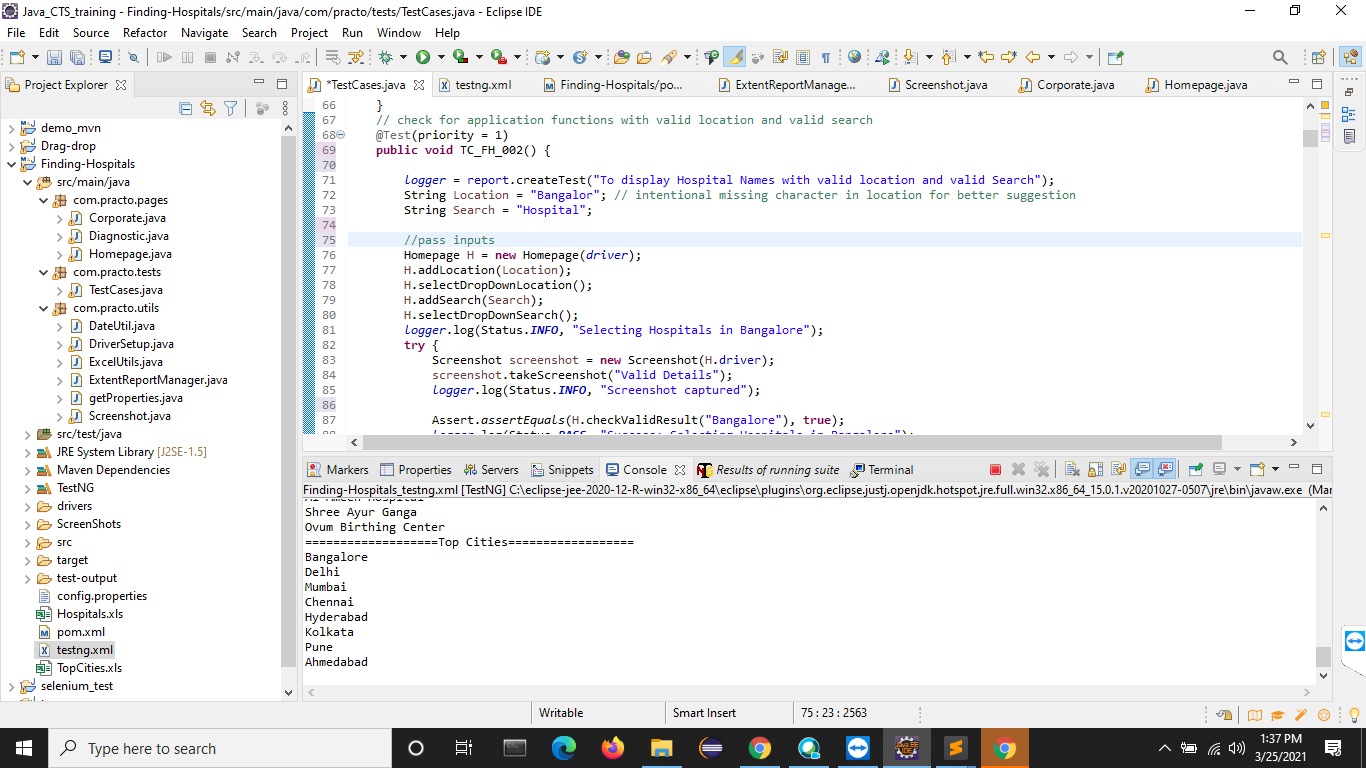 Java_CTS_training - Finding-Hospitals/src/main/java/com/practo/tests/TestCases.java - Eclipse IDE
File Edit Source Refactor Navigate Search Project Run Window Help
Project Explorer
demo_mvn
Drag-drop
Finding-Hospitals
src/main/java
com.practo.pages
Corporate.java
Diagnostic.java
Homepage.java
com.practo.tests
TestCases.java
com.practo.utils
DateUtil.java
DriverSetup.java
ExcelUtils.java
ExtentReportManager.java
getProperties.java
Screenshot.java
src/test/java
JRE System Library [J2SE-1.5]
Maven Dependencies
TestNG
drivers
ScreenShots
src
target
test-output
config.properties
Hospitals.xls
pom.xml
testng.xml
TopCities.xls
selenium_test
*TestCases.java testng.xml Finding-Hospitals/po... ExtentReportManage... Screenshot.java Corporate.java Homepage.java
66 }
67 // check for application functions with valid location and valid search
68 @Test(priority = 1)
69 public void TC_FH_002() {
70
71 logger = report.createTest("To display Hospital Names with valid location and valid Search");
72 String Location = "Bangalor"; // intentional missing character in location for better suggestion
73 String Search = "Hospital";
74
75 //pass inputs
76 Homepage H = new Homepage(driver);
77 H.addLocation(Location);
78 H.selectDropDownLocation();
79 H.addSearch(Search);
80 H.selectDropDownSearch();
81 logger.log(Status.INFO, "Selecting Hospitals in Bangalore");
82 try {
83 Screenshot screenshot = new Screenshot(H.driver);
84 screenshot.takeScreenshot("Valid Details");
85 logger.log(Status.INFO, "Screenshot captured");
86
87 Assert.assertEquals(H.checkValidResult("Bangalore"), true);
88 logger.log(Status.PASS, "Success: Selecting Hospitals in Bangalore");
Markers Properties Servers Snippets Console Results of running suite Terminal
Finding-Hospitals_testng.xml [TestNG] C:\eclipse-jee-2020-12-R-win32-x86_64\eclipse\plugins\org.eclipse.justj.openjdk.hotspot.jre.full.win32.x86_64_15.0.1.v20201027-0507\jre\bin\javaw.exe (Mar
Shree Ayur Ganga
Ovum Birthing Center
===================Top Cities==================
Bangalore
Delhi
Mumbai
Chennai
Hyderabad
Kolkata
Pune
Ahmedabad
Writable Smart Insert 75 : 23 : 2563
Type here to search
1:37 PM
3/25/2021